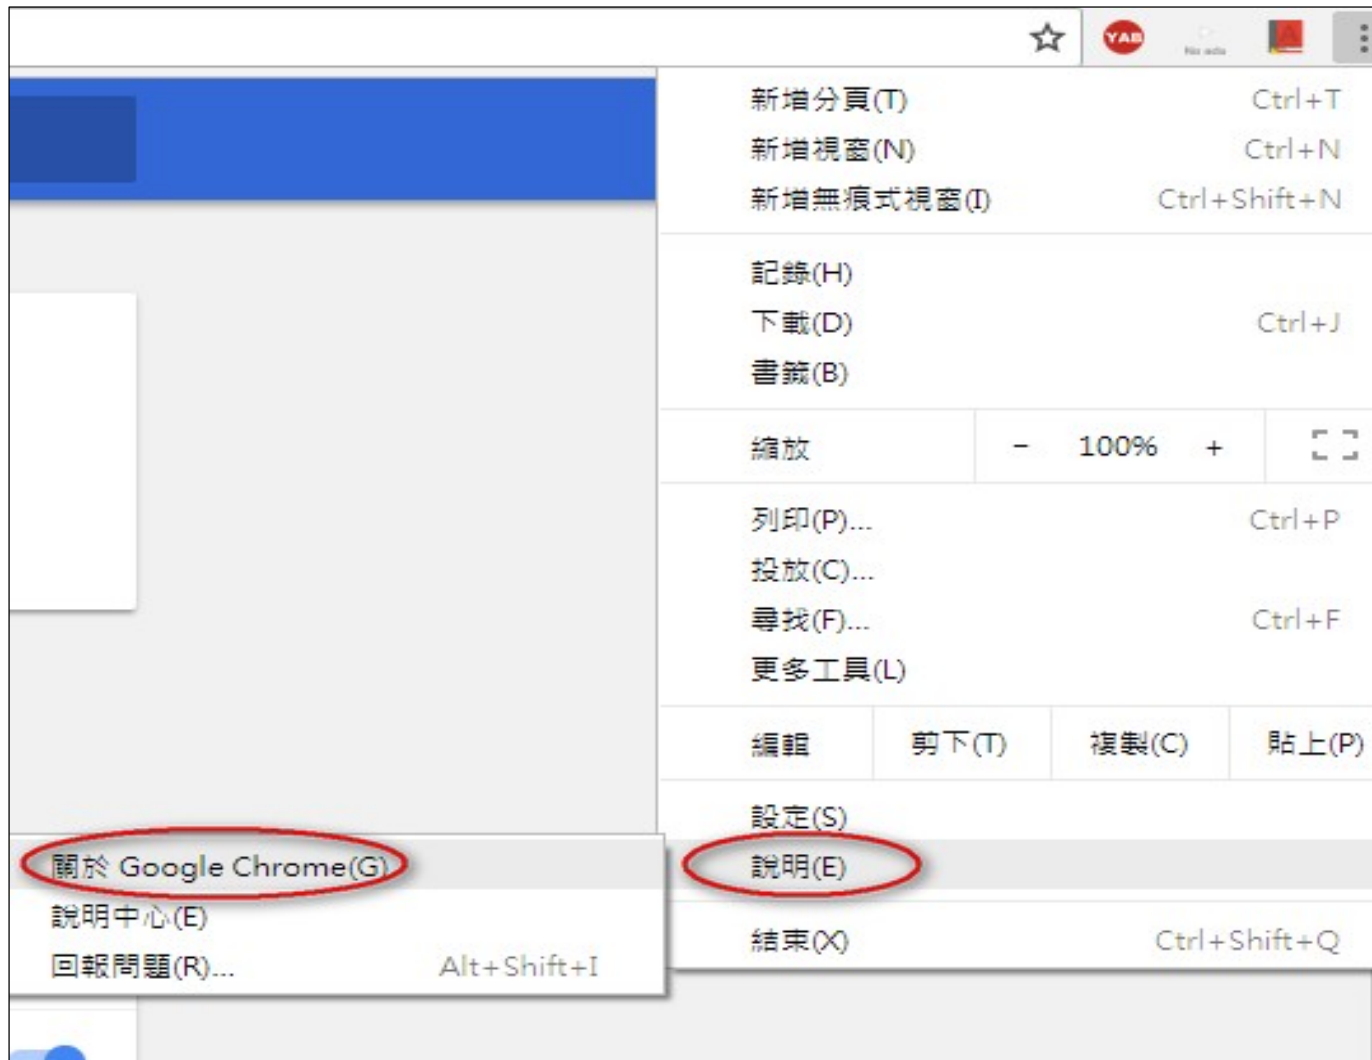 YAB
No ads
新增分頁(T) Ctrl+T
新增視窗(N) Ctrl+N
新增無痕式視窗(I) Ctrl+Shift+N
記錄(H)
下載(D) Ctrl+J
書籤(B)
縮放 - 100% +
列印(P)... Ctrl+P
投放(C)...
尋找(F)... Ctrl+F
更多工具(L)
編輯 剪下(T) 複製(C) 貼上(P)
設定(S)
說明(E)
結束(X) Ctrl+Shift+Q
關於 Google Chrome(G)
說明中心(E)
回報問題(R)... Alt+Shift+I